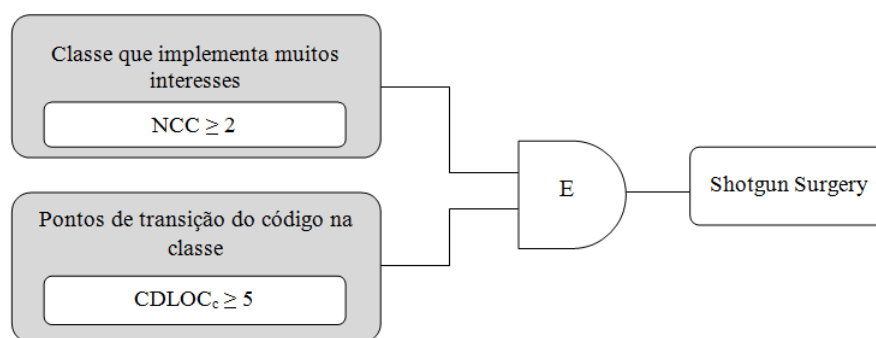 Classe que implementa muitos
interesses
NCC ≥ 2
Pontos de transição do código na
classe
CDLOCc ≥ 5
E
Shotgun Surgery